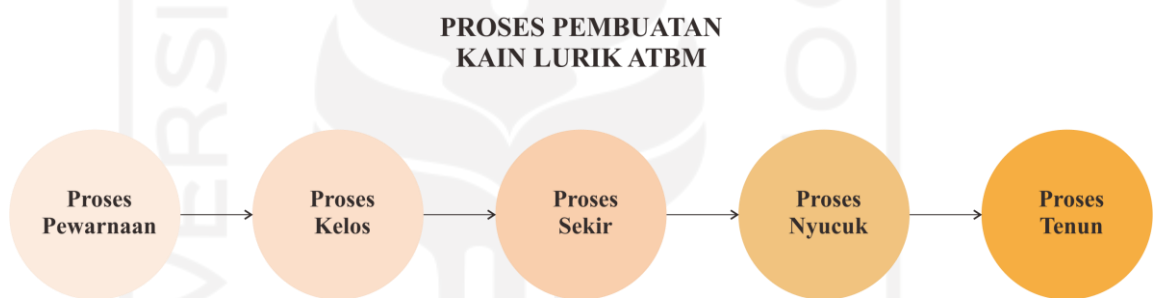 PROSES PEMBUATAN
KAIN LURIK ATBM
Proses
Pewarnaan
Proses
Kelos
Proses
Sekir
Proses
Nyucuk
Proses
Tenun